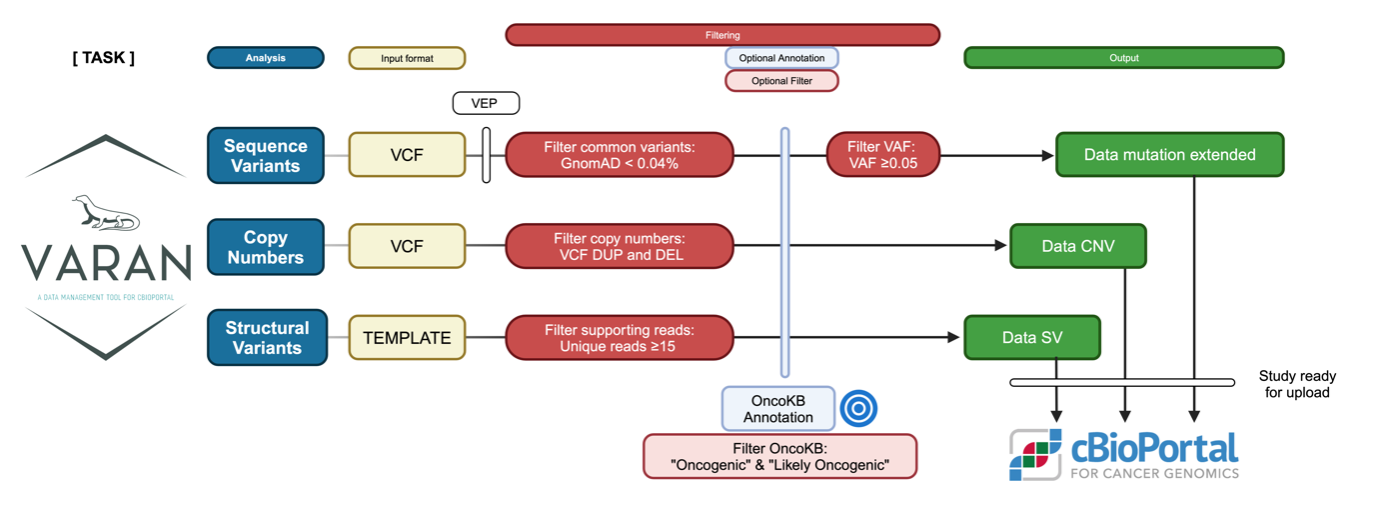 Filtering
[ TASK ]
Analysis
Input format
Optional Annotation
Output
Optional Filter
VEP
Sequence
Variants
VCF
Filter common variants:
GnomAD < 0.04%
Filter VAF:
VAF ≥0.05
Data mutation extended
VARAN
A DATA MANAGEMENT TOOL FOR CBIOPORTAL
Copy
Numbers
VCF
Filter copy numbers:
VCF DUP and DEL
Data CNV
Structural
Variants
TEMPLATE
Filter supporting reads:
Unique reads ≥15
Data SV
Study ready
for upload
OncoKB
Annotation
Filter OncoKB:
"Oncogenic" & "Likely Oncogenic"
cBioPortal
FOR CANCER GENOMICS